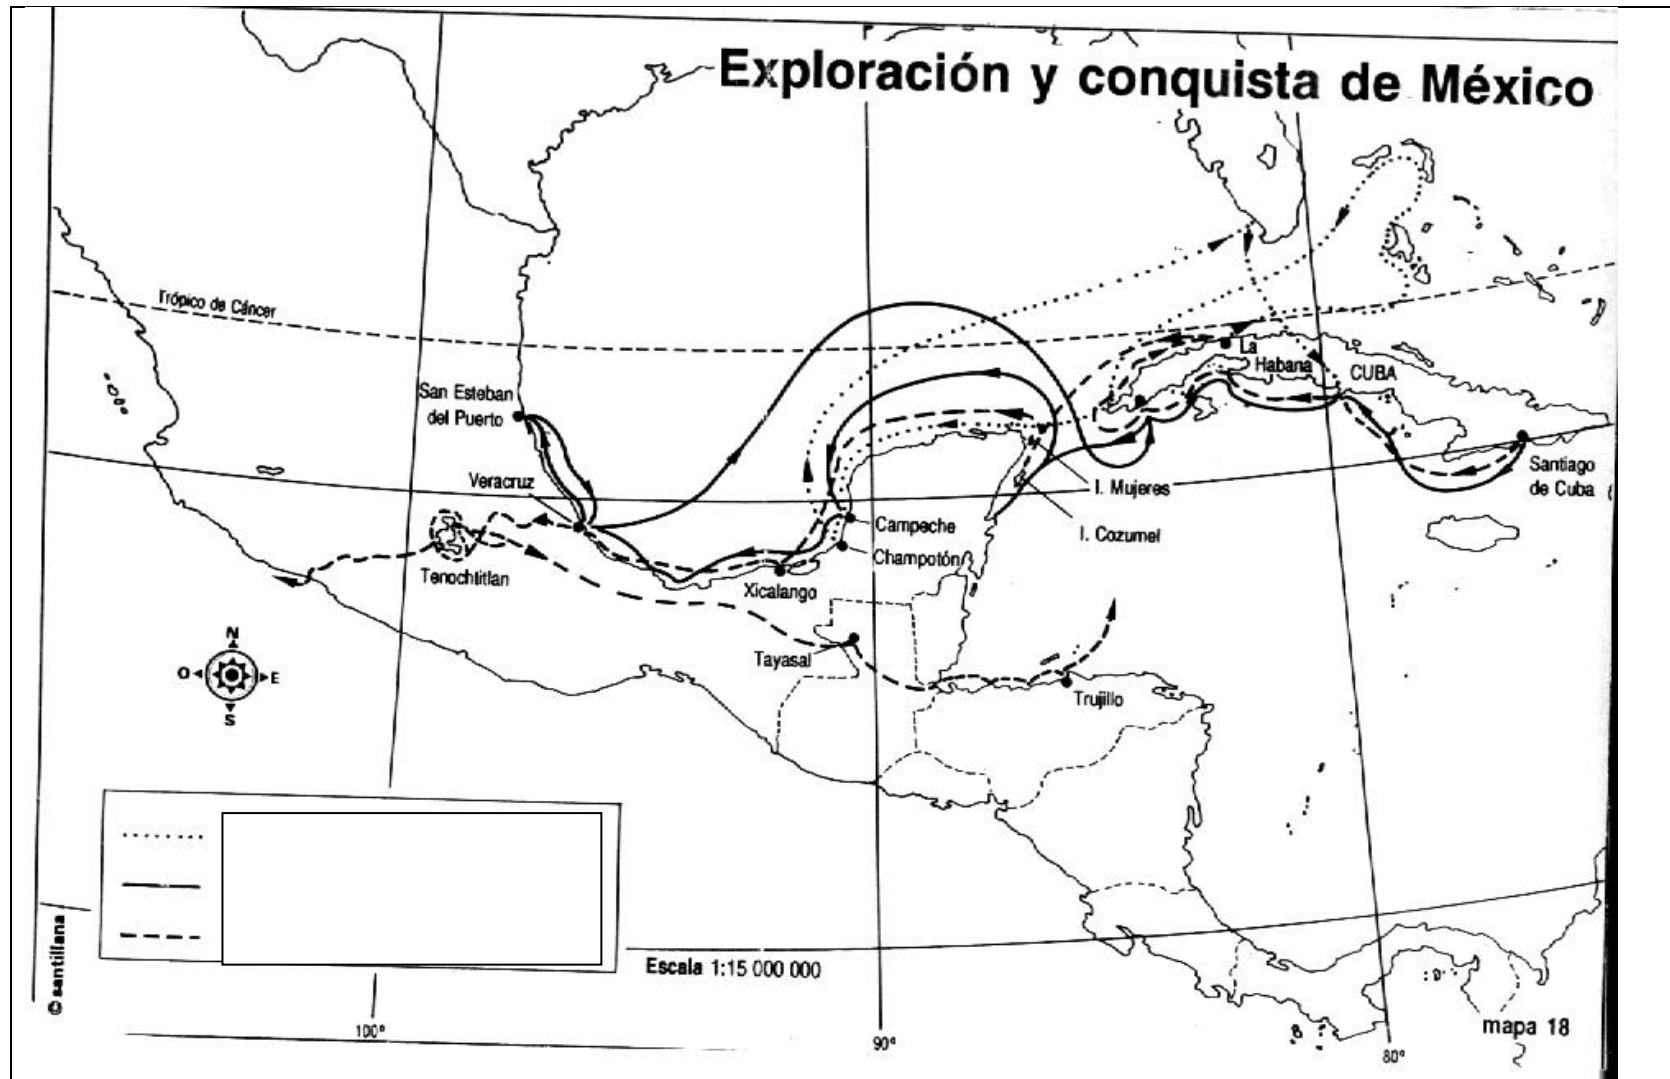 Exploración y conquista de México
Trópico de Cáncer
San Esteban
del Puerto
La
Habana
CUBA
Veracruz
I. Mujeres
Santiago
de Cuba
Campeche
I. Cozumel
Champotón
Tenochtitlan
Xicalango
N
O
E
S
Tayasal
Trujillo
© santillana
Escala 1:15 000 000
100°
90°
80°
mapa 18